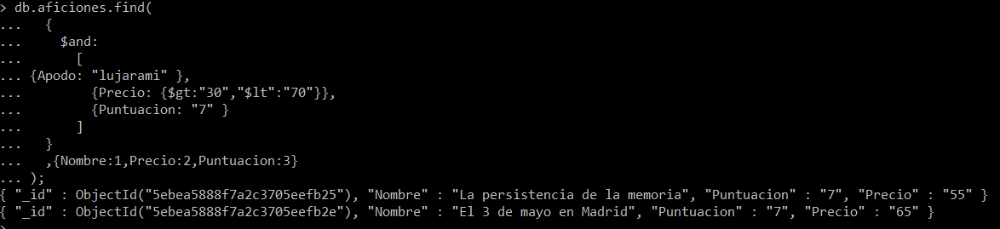 > db.aficiones.find(
...   {
...     $and:
...       [
... {Apodo: "lujarami" },
...         {Precio: {$gt:"30","$lt":"70"}},
...         {Puntuacion: "7" }
...       ]
...   }
...   ,{Nombre:1,Precio:2,Puntuacion:3}
... );
{ "_id" : ObjectId("5ebea5888f7a2c3705eefb25"), "Nombre" : "La persistencia de la memoria", "Puntuacion" : "7", "Precio" : "55" }
{ "_id" : ObjectId("5ebea5888f7a2c3705eefb2e"), "Nombre" : "El 3 de mayo en Madrid", "Puntuacion" : "7", "Precio" : "65" }
>